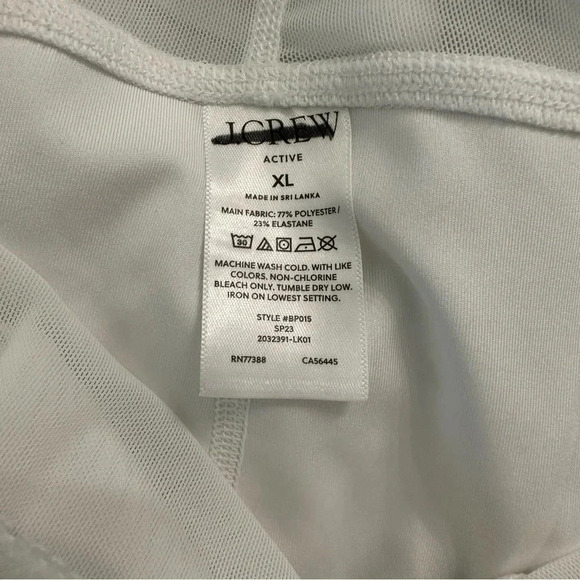 J.CREW
ACTIVE
XL
MADE IN SRI LANKA
MAIN FABRIC: 77% POLYESTER/
23% ELASTANE
30
MACHINE WASH COLD. WITH LIKE
COLORS. NON-CHLORINE
BLEACH ONLY. TUMBLE DRY LOW.
IRON ON LOWEST SETTING.
STYLE #BP015
SP23
2032391-LK01
RN77388 CA56445